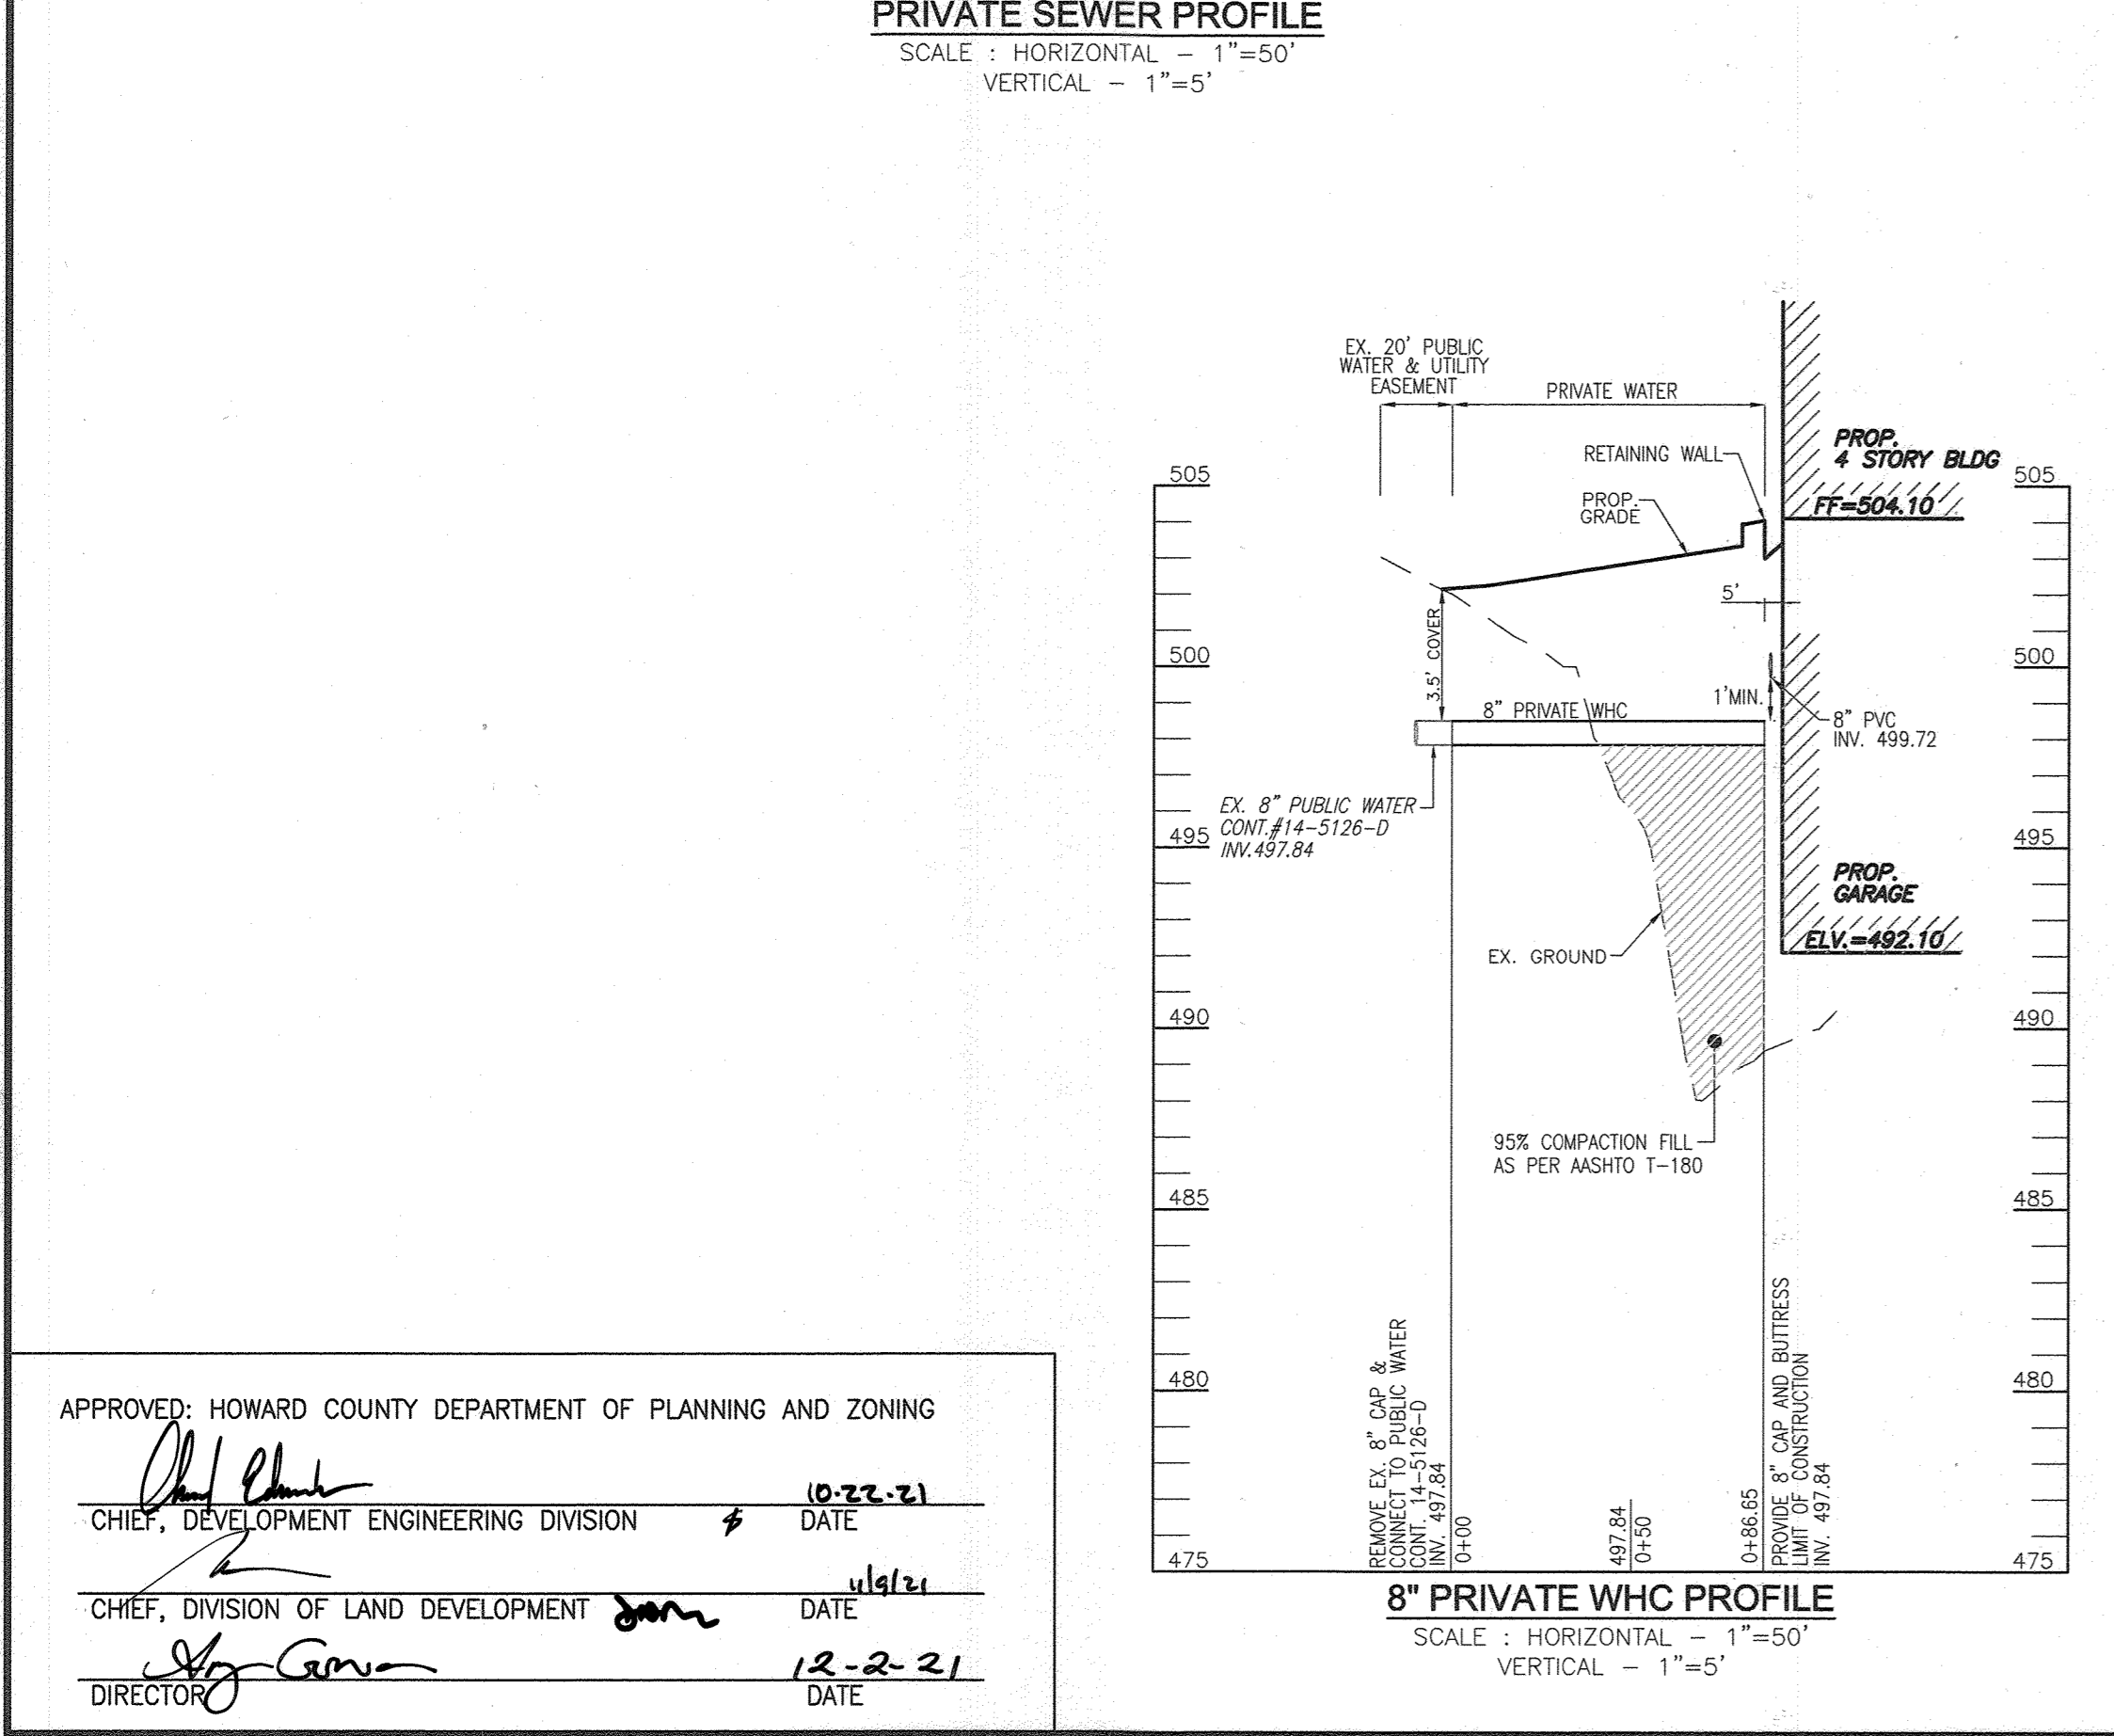 PRIVATE SEWER PROFILE
SCALE : HORIZONTAL - 1"=50'
VERTICAL - 1"=5'
EX. 20' PUBLIC
WATER & UTILITY
EASEMENT
PRIVATE WATER
RETAINING WALL
PROP.
GRADE
PROP.
4 STORY BLDG
FF=504.10
505
505
5'
3.5' COVER
500
500
1'MIN.
8" PRIVATE WHC
8" PVC
INV. 499.72
EX. 8" PUBLIC WATER
CONT.#14-5126-D
INV.497.84
495
495
PROP.
GARAGE
ELV.=492.10
EX. GROUND
490
490
95% COMPACTION FILL
AS PER AASHTO T-180
485
485
480
480
475
475
REMOVE EX. 8" CAP &
CONNECT TO PUBLIC WATER
CONT. 14-5126-D
INV. 497.84
0+00
497.84
0+50
0+86.65
PROVIDE 8" CAP AND BUTTRESS
LIMIT OF CONSTRUCTION
INV. 497.84
8" PRIVATE WHC PROFILE
SCALE : HORIZONTAL - 1"=50'
VERTICAL - 1"=5'
APPROVED: HOWARD COUNTY DEPARTMENT OF PLANNING AND ZONING
10-22-21
CHIEF, DEVELOPMENT ENGINEERING DIVISION DATE
11/9/21
CHIEF, DIVISION OF LAND DEVELOPMENT DATE
12-2-21
DIRECTOR DATE